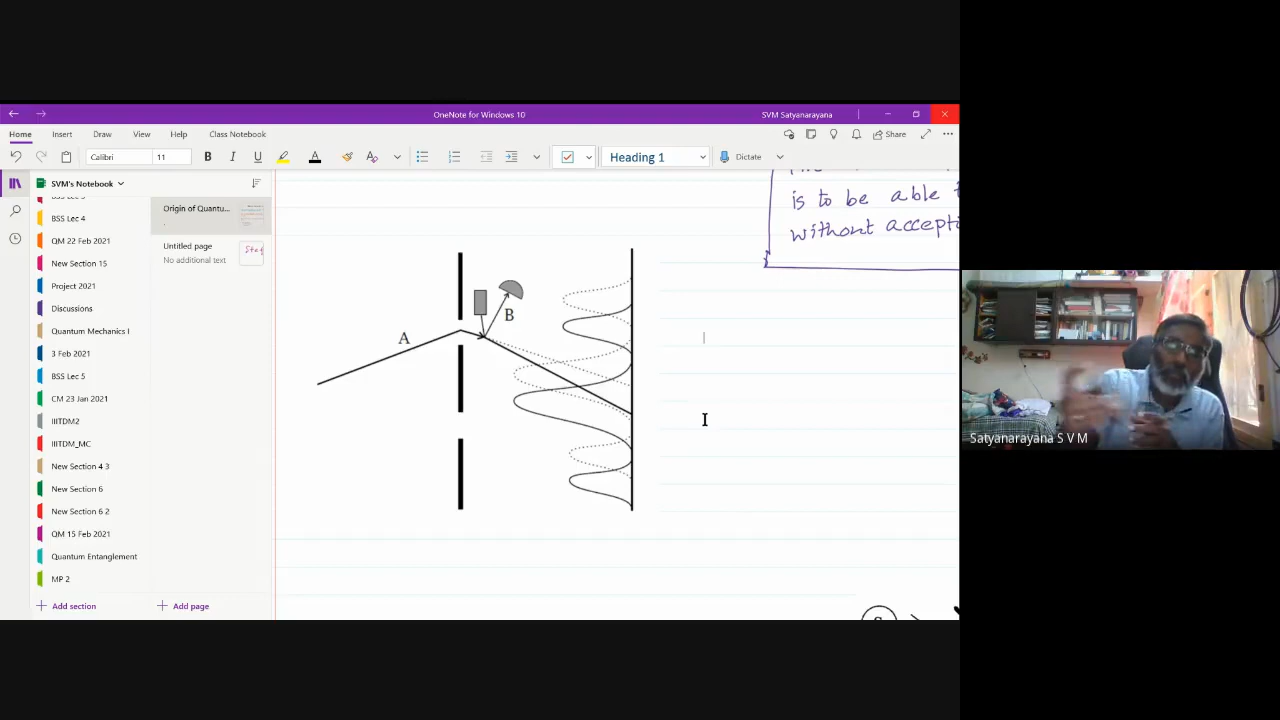 OneNote for Windows 10
SVM Satyanarayana
Home Insert Draw View Help Class Notebook
Share
Calibri 11 B I U A Heading 1 Dictate
SVM's Notebook
BSS Lec 4
QM 22 Feb 2021
New Section 15
Project 2021
Discussions
Quantum Mechanics I
3 Feb 2021
BSS Lec 5
CM 23 Jan 2021
IIITDM2
IIITDM_MC
New Section 4 3
New Section 6
New Section 6 2
QM 15 Feb 2021
Quantum Entanglement
MP 2
Add section
Add page
Origin of Quantu...
Untitled page
No additional text
is to be able
without
A
B
Satyanarayana S V M